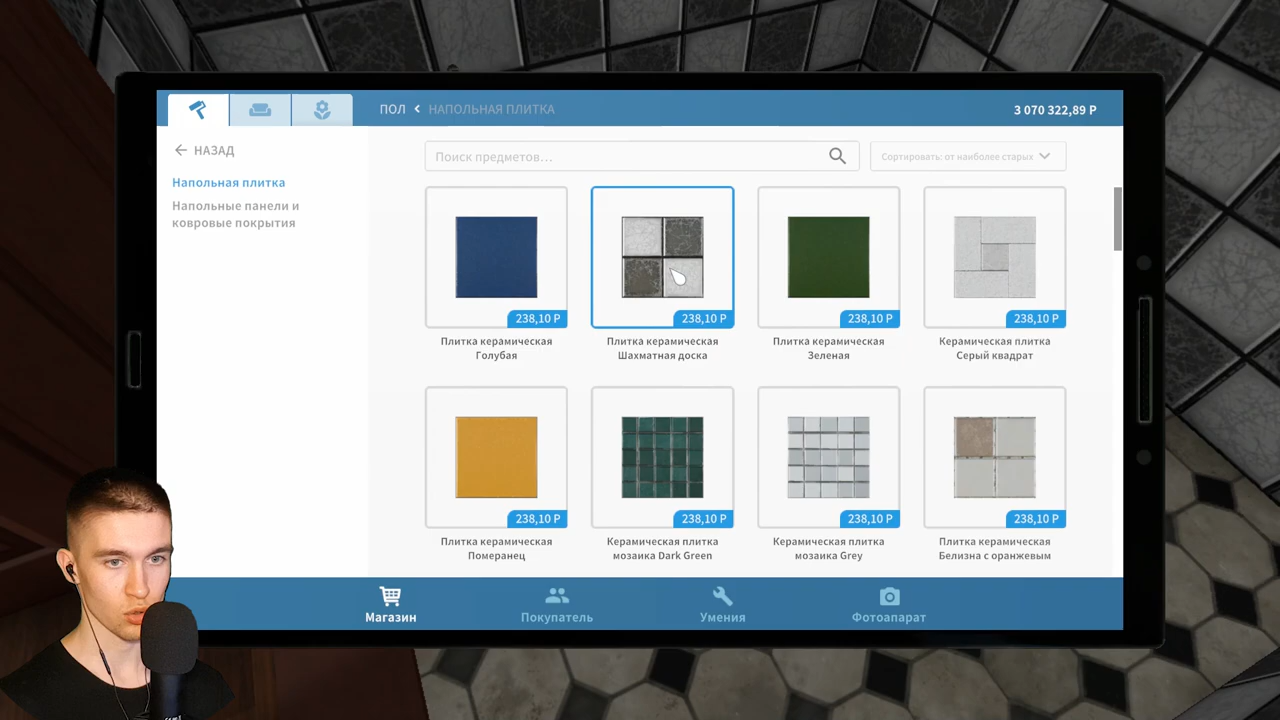 ПОЛ < НАПОЛЬНАЯ ПЛИТКА
3 070 322,89 Р
← НАЗАД
Поиск предметов...
Сортировать: от наиболее старых
Напольная плитка
Напольные панели и
ковровые покрытия
238,10 Р
238,10 Р
238,10 Р
238,10 Р
Плитка керамическая
Голубая
Плитка керамическая
Шахматная доска
Плитка керамическая
Зеленая
Керамическая плитка
Серый квадрат
238,10 Р
238,10 Р
238,10 Р
238,10 Р
Плитка керамическая
Померанец
Керамическая плитка
мозаика Dark Green
Керамическая плитка
мозаика Grey
Плитка керамическая
Белизна с оранжевым
Магазин
Покупатель
Умения
Фотоаппарат